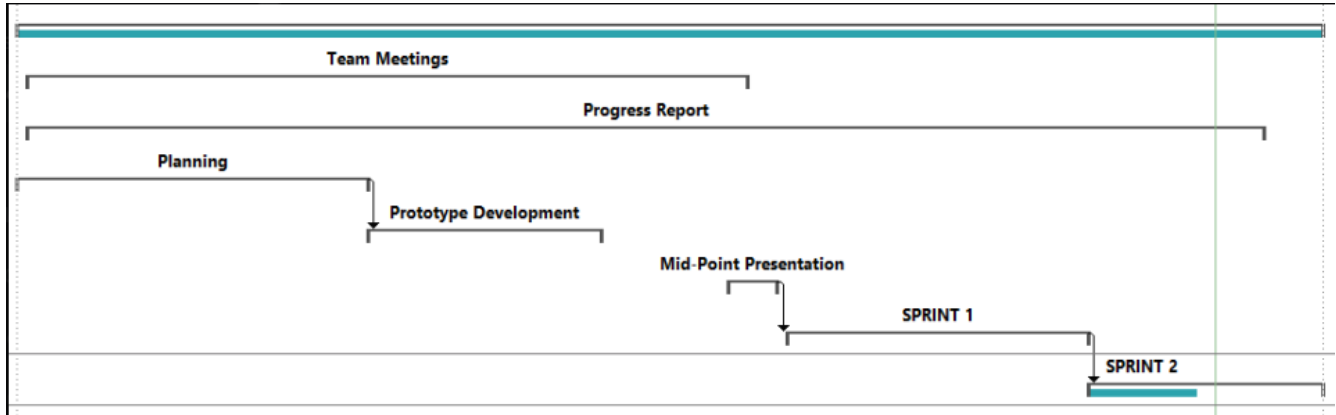 Team Meetings
Progress Report
Planning
Prototype Development
Mid-Point Presentation
SPRINT 1
SPRINT 2